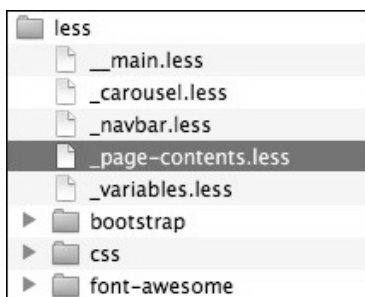 less
__main.less
_carousel.less
_navbar.less
_page-contents.less
_variables.less
bootstrap
css
font-awesome